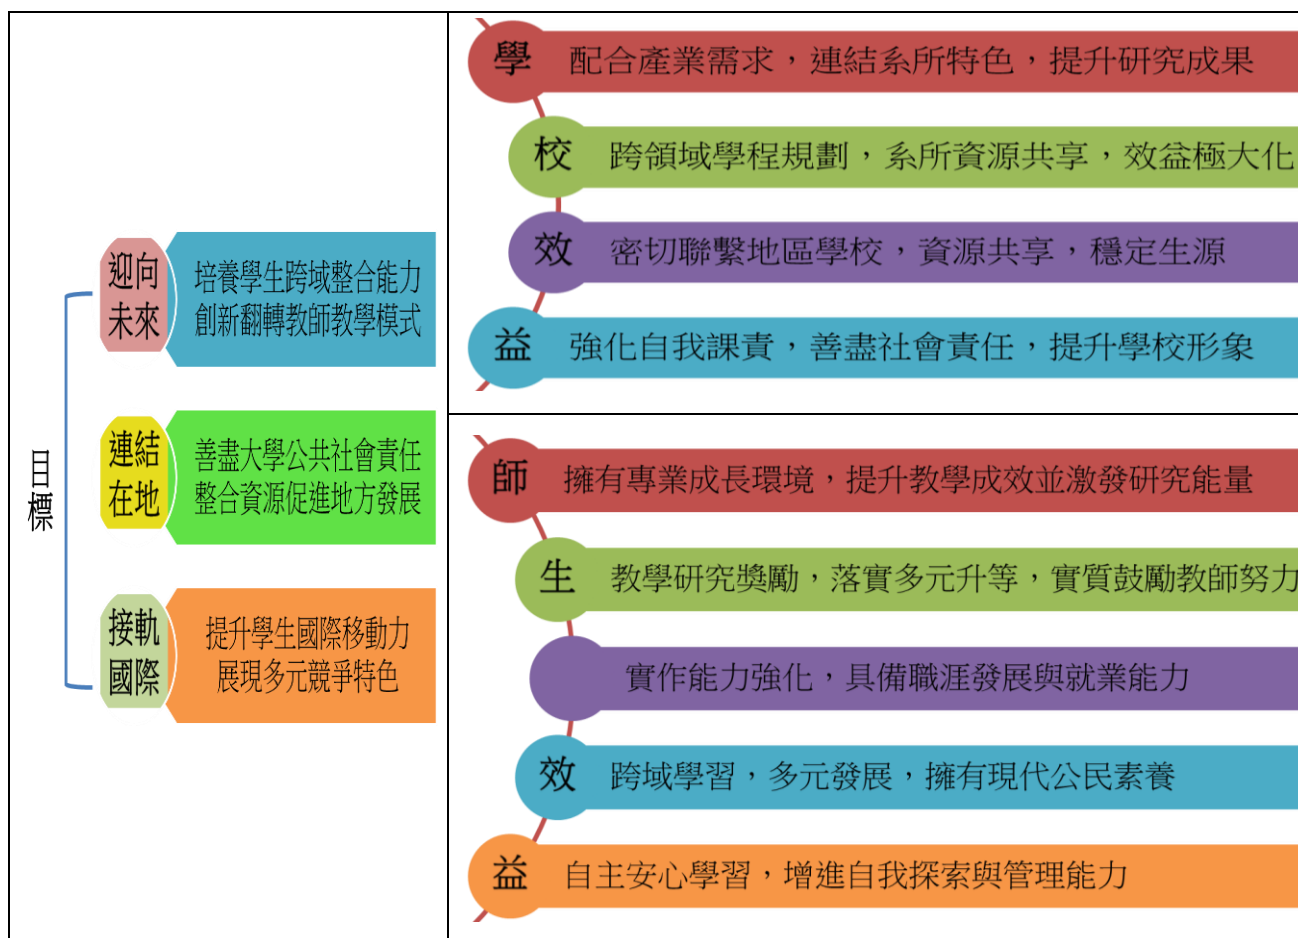 目標
迎向
未來
培養學生跨域整合能力
創新翻轉教師教學模式
連結
在地
善盡大學公共社會責任
整合資源促進地方發展
接軌
國際
提升學生國際移動力
展現多元競爭特色
學 配合產業需求，連結系所特色，提升研究成果
校 跨領域學程規劃，系所資源共享，效益極大化
效 密切聯繫地區學校，資源共享，穩定生源
益 強化自我課責，善盡社會責任，提升學校形象
師 擁有專業成長環境，提升教學成效並激發研究能量
生 教學研究獎勵，落實多元升等，實質鼓勵教師努力
實作能力強化，具備職涯發展與就業能力
效 跨域學習，多元發展，擁有現代公民素養
益 自主安心學習，增進自我探索與管理能力